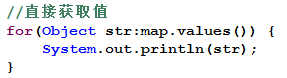 //直接获取值
for(Object str:map.values()) {
    System.out.println(str);
}